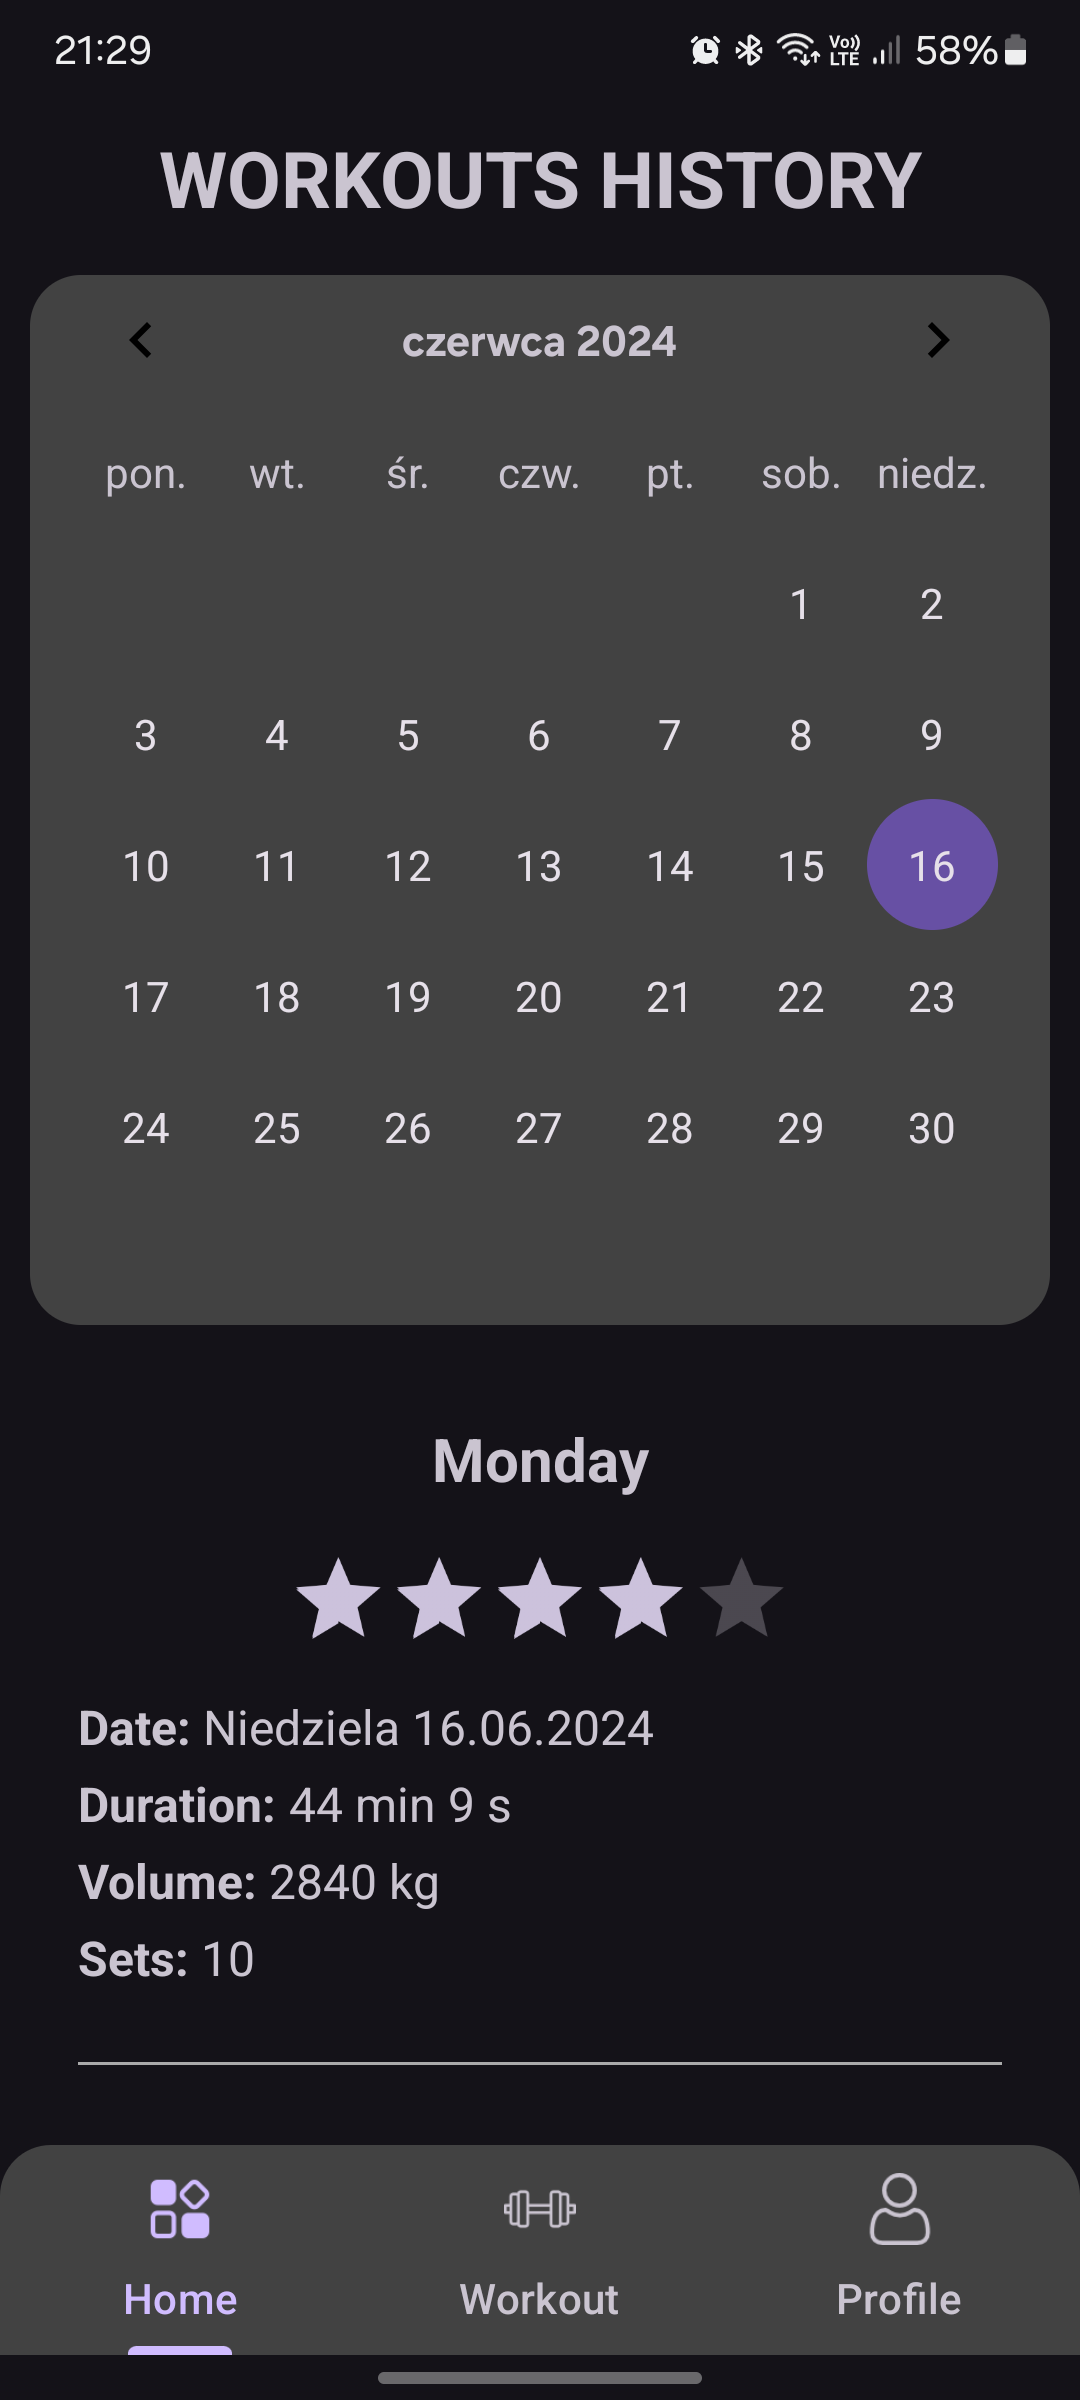 21:29 Vo)) LTE 58%
WORKOUTS HISTORY
czerwca 2024
pon. wt. śr. czw. pt. sob. niedz.
1 2
3 4 5 6 7 8 9
10 11 12 13 14 15 16
17 18 19 20 21 22 23
24 25 26 27 28 29 30
Monday
Date: Niedziela 16.06.2024
Duration: 44 min 9 s
Volume: 2840 kg
Sets: 10
Home Workout Profile